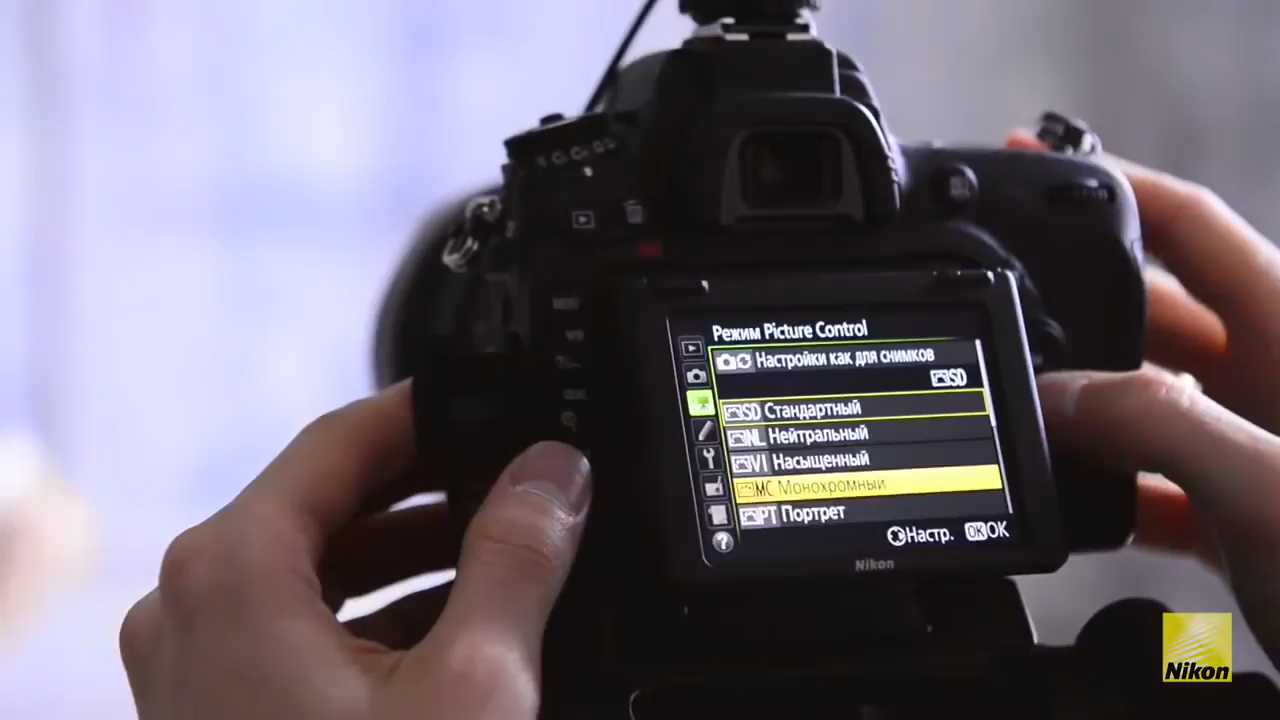 Режим Picture Control
Настройки как для снимков
SD
SD Стандартный
NL Нейтральный
VI Насыщенный
MC Монохромный
PT Портрет
Настр. OK OK
Nikon
Nikon